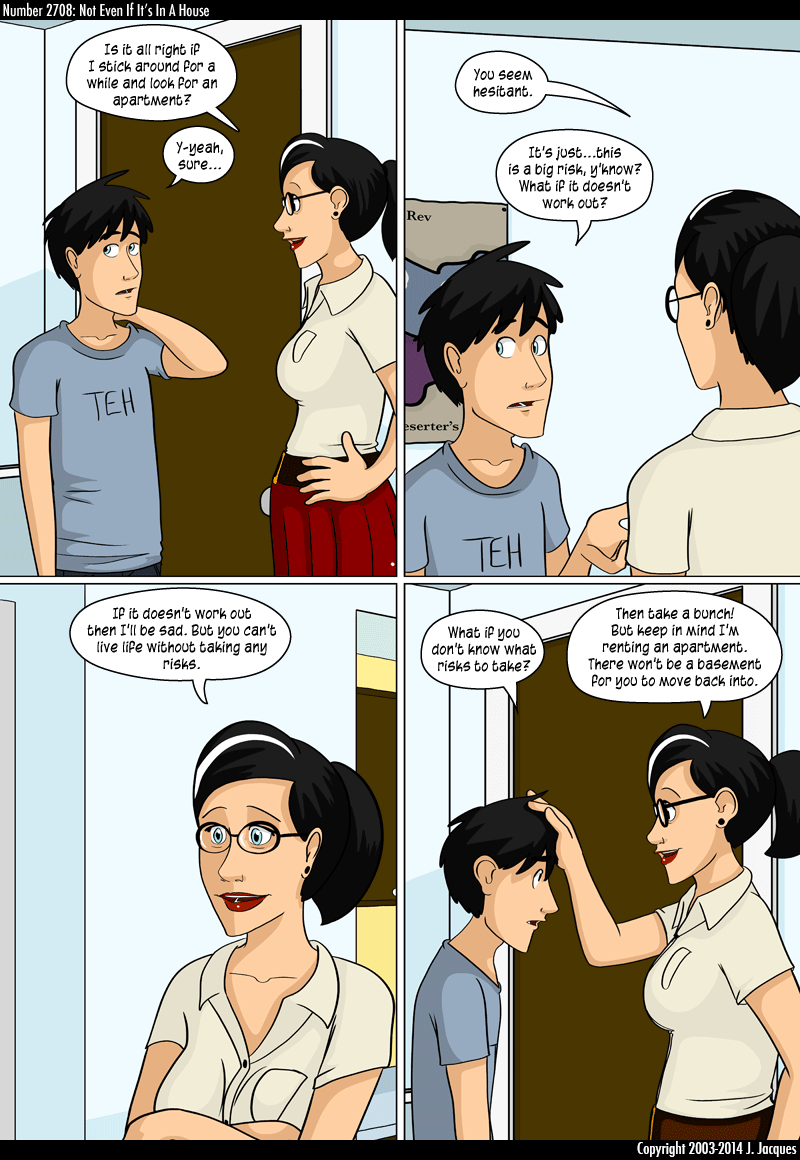 Number 2708: Not Even If It's In A House
Is it all right if
I stick around for a
while and look for an
apartment?
Y-yeah,
sure...
TEH
You seem
hesitant.
It's just...this
is a big risk, y'know?
What if it doesn't
work out?
Rev
eserter's
TEH
If it doesn't work out
then I'll be sad. But you can't
live life without taking any
risks.
What if you
don't know what
risks to take?
Then take a bunch!
But keep in mind I'm
renting an apartment.
There won't be a basement
for you to move back into.
Copyright 2003-2014 J. Jacques